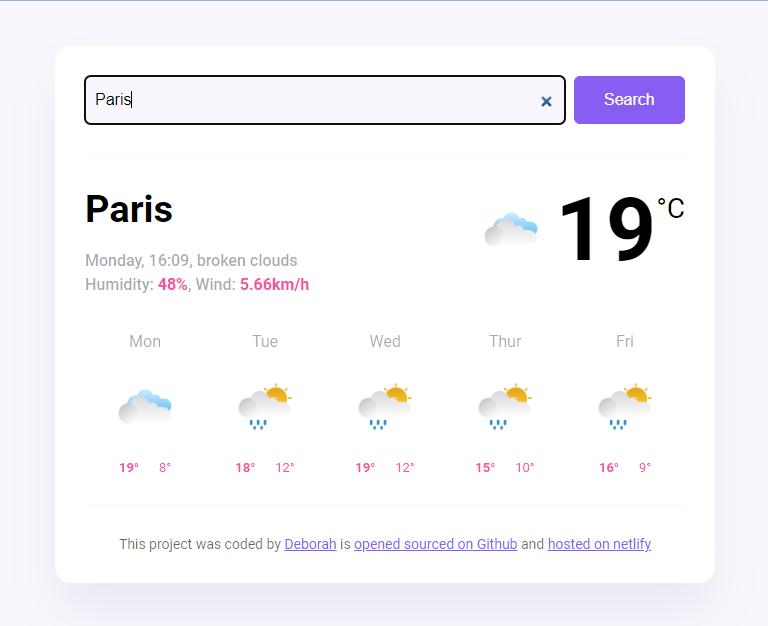 Paris
Search
Paris
19°C
Monday, 16:09, broken clouds
Humidity: 48%, Wind: 5.66km/h
Mon Tue Wed Thur Fri
19° 8° 18° 12° 19° 12° 15° 10° 16° 9°
This project was coded by Deborah is opened sourced on Github and hosted on netlify